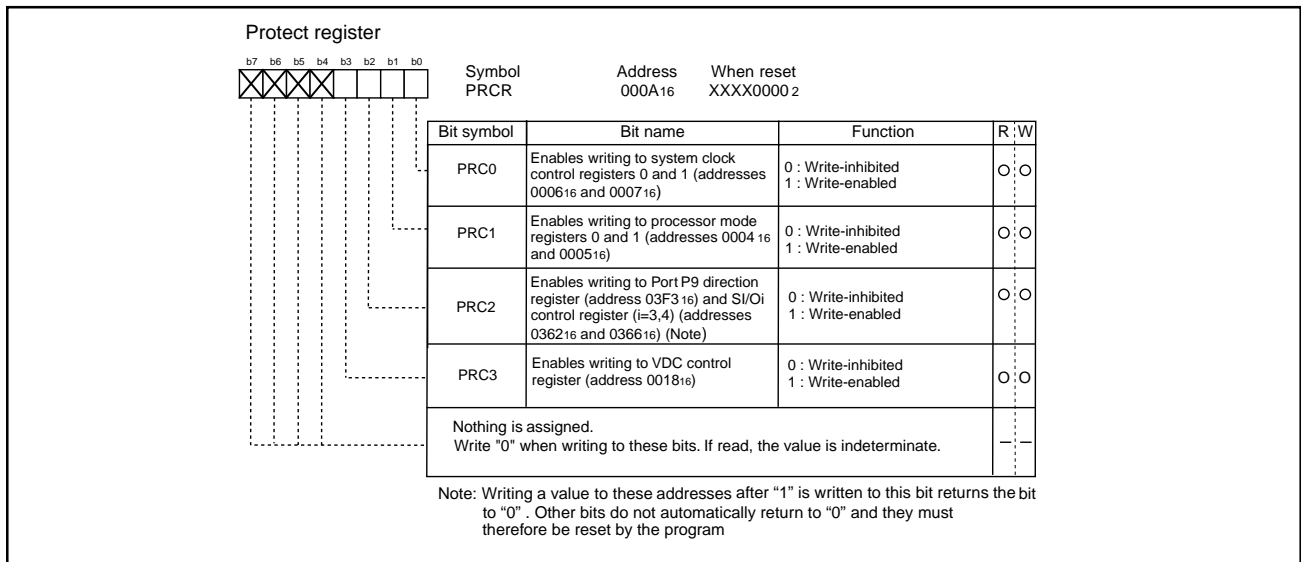 Protect register
b7 b6 b5 b4 b3 b2 b1 b0
Symbol Address When reset
PRCR 000A16 XXXX00002
Bit symbol Bit name Function R W
PRC0
Enables writing to system clock
control registers 0 and 1 (addresses
000616 and 000716)
0 : Write-inhibited
1 : Write-enabled
O O
PRC1
Enables writing to processor mode
registers 0 and 1 (addresses 0004 16
and 000516)
0 : Write-inhibited
1 : Write-enabled
O O
PRC2
Enables writing to Port P9 direction
register (address 03F3 16) and SI/Oi
control register (i=3,4) (addresses
036216 and 036616) (Note)
0 : Write-inhibited
1 : Write-enabled
O O
PRC3
Enables writing to VDC control
register (address 001816)
0 : Write-inhibited
1 : Write-enabled
O O
Nothing is assigned.
Write "0" when writing to these bits. If read, the value is indeterminate.
– –
Note: Writing a value to these addresses after “1” is written to this bit returns the bit
to “0” . Other bits do not automatically return to “0” and they must
therefore be reset by the program